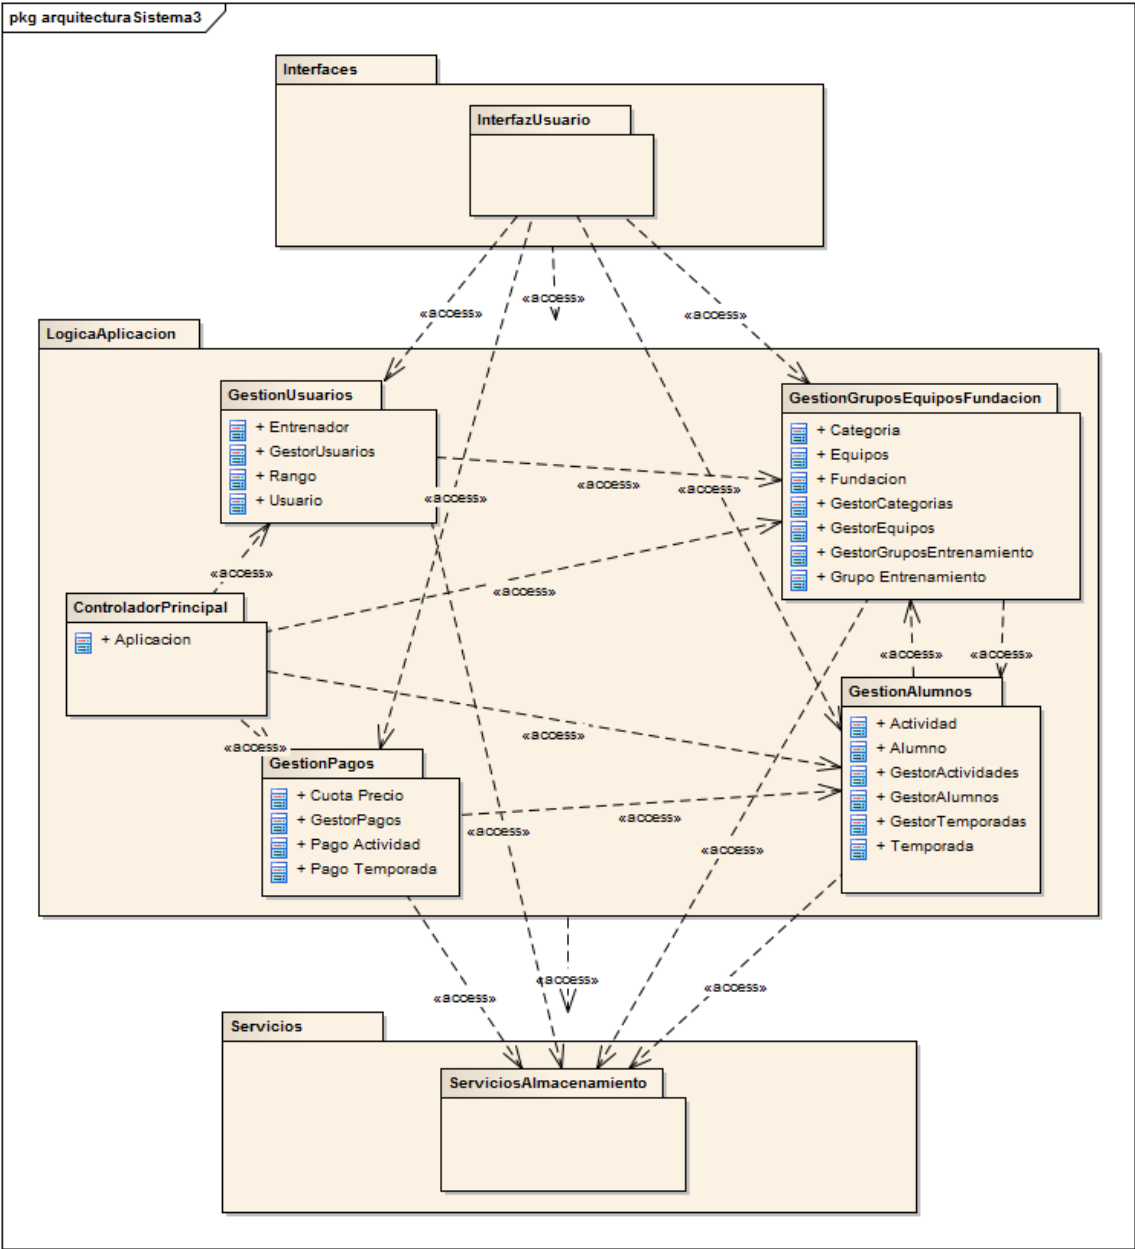 pkg arquitecturaSistema3
Interfaces
InterfazUsuario
«access»
«access»
«access»
LogicaAplicacion
GestionUsuarios
+ Entrenador
+ GestorUsuarios
+ Rango
+ Usuario
GestionGruposEquiposFundacion
+ Categoria
+ Equipos
+ Fundacion
+ GestorCategorias
+ GestorEquipos
+ GestorGruposEntrenamiento
+ Grupo Entrenamiento
«access»
«access»
«access»
«access»
«access»
ControladorPrincipal
+ Aplicacion
«access»
«access»
GestionAlumnos
+ Actividad
+ Alumno
+ GestorActividades
+ GestorAlumnos
+ GestorTemporadas
+ Temporada
«access»
«access»
GestionPagos
+ Cuota Precio
+ GestorPagos
+ Pago Actividad
+ Pago Temporada
«access»
«access»
«access»
«access»
«access»
«access»
Servicios
ServiciosAlmacenamiento